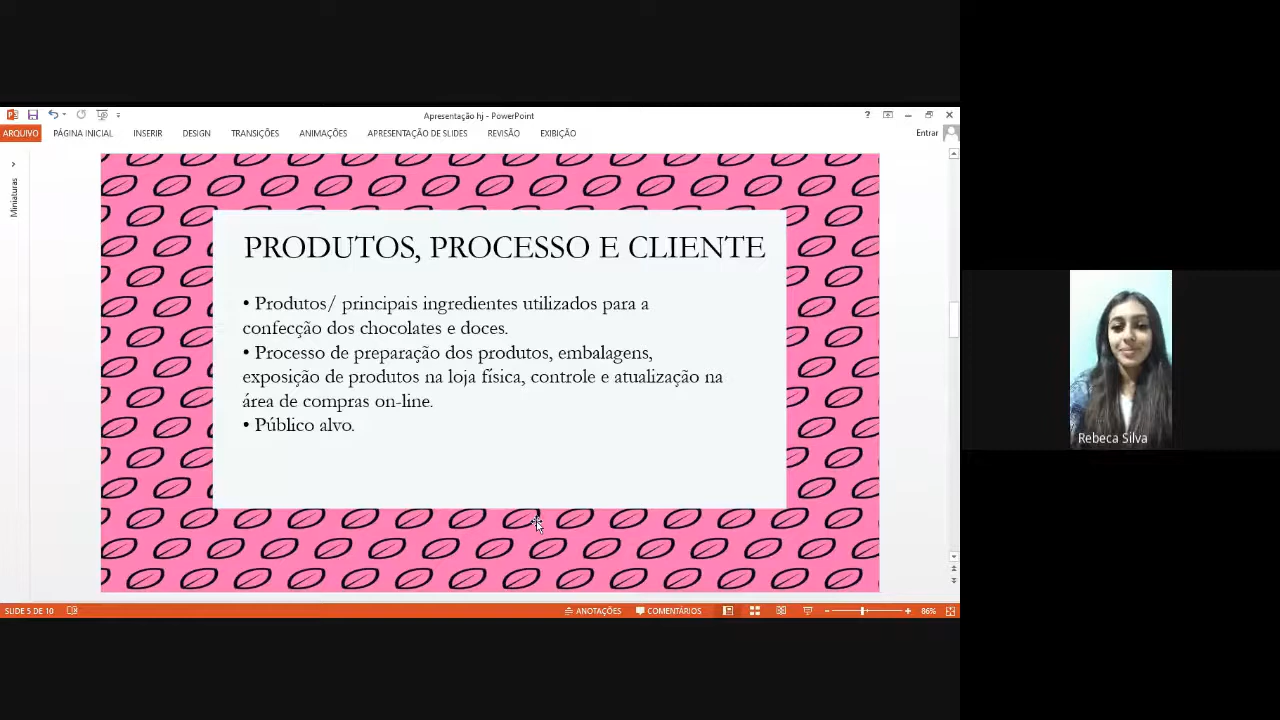 Apresentação hj - PowerPoint
ARQUIVO PÁGINA INICIAL INSERIR DESIGN TRANSIÇÕES ANIMAÇÕES APRESENTAÇÃO DE SLIDES REVISÃO EXIBIÇÃO Entrar
Miniaturas
PRODUTOS, PROCESSO E CLIENTE
• Produtos/ principais ingredientes utilizados para a
confecção dos chocolates e doces.
• Processo de preparação dos produtos, embalagens,
exposição de produtos na loja física, controle e atualização na
área de compras on-line.
• Público alvo.
Rebeca Silva
SLIDE 5 DE 10 ANOTAÇÕES COMENTÁRIOS 86%